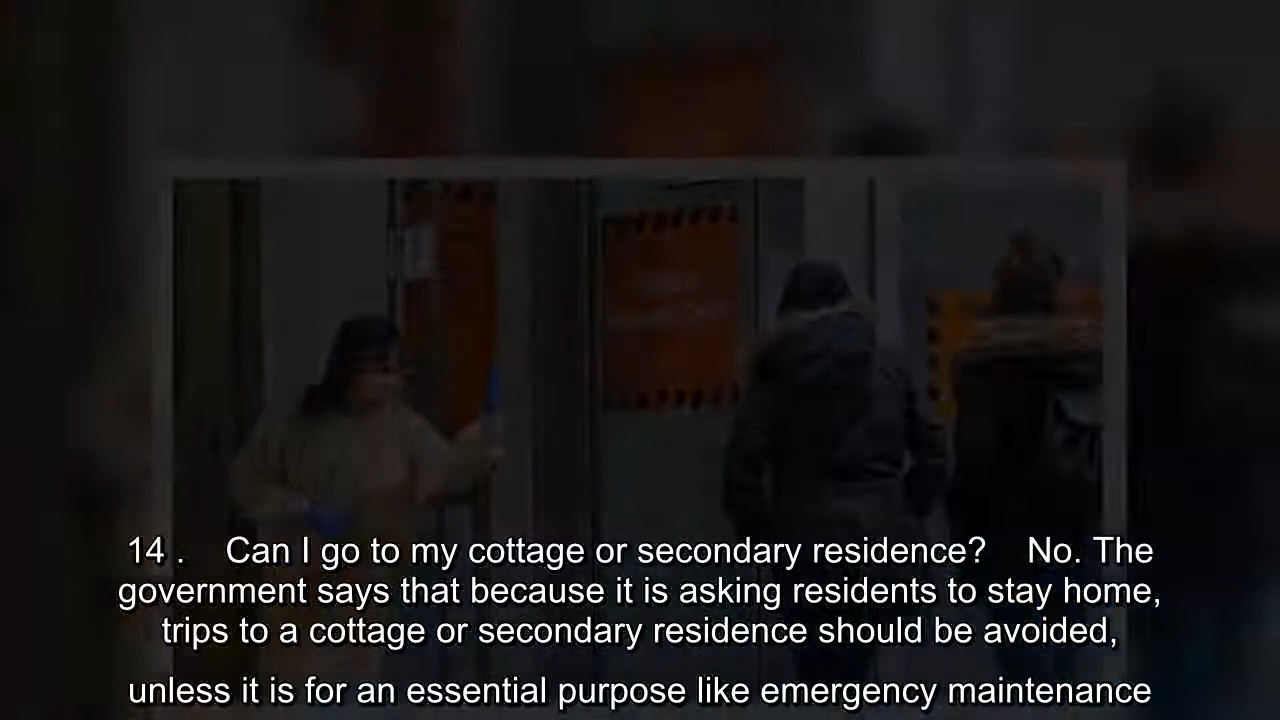 14 .    Can I go to my cottage or secondary residence?    No. The
government says that because it is asking residents to stay home,
trips to a cottage or secondary residence should be avoided,
unless it is for an essential purpose like emergency maintenance